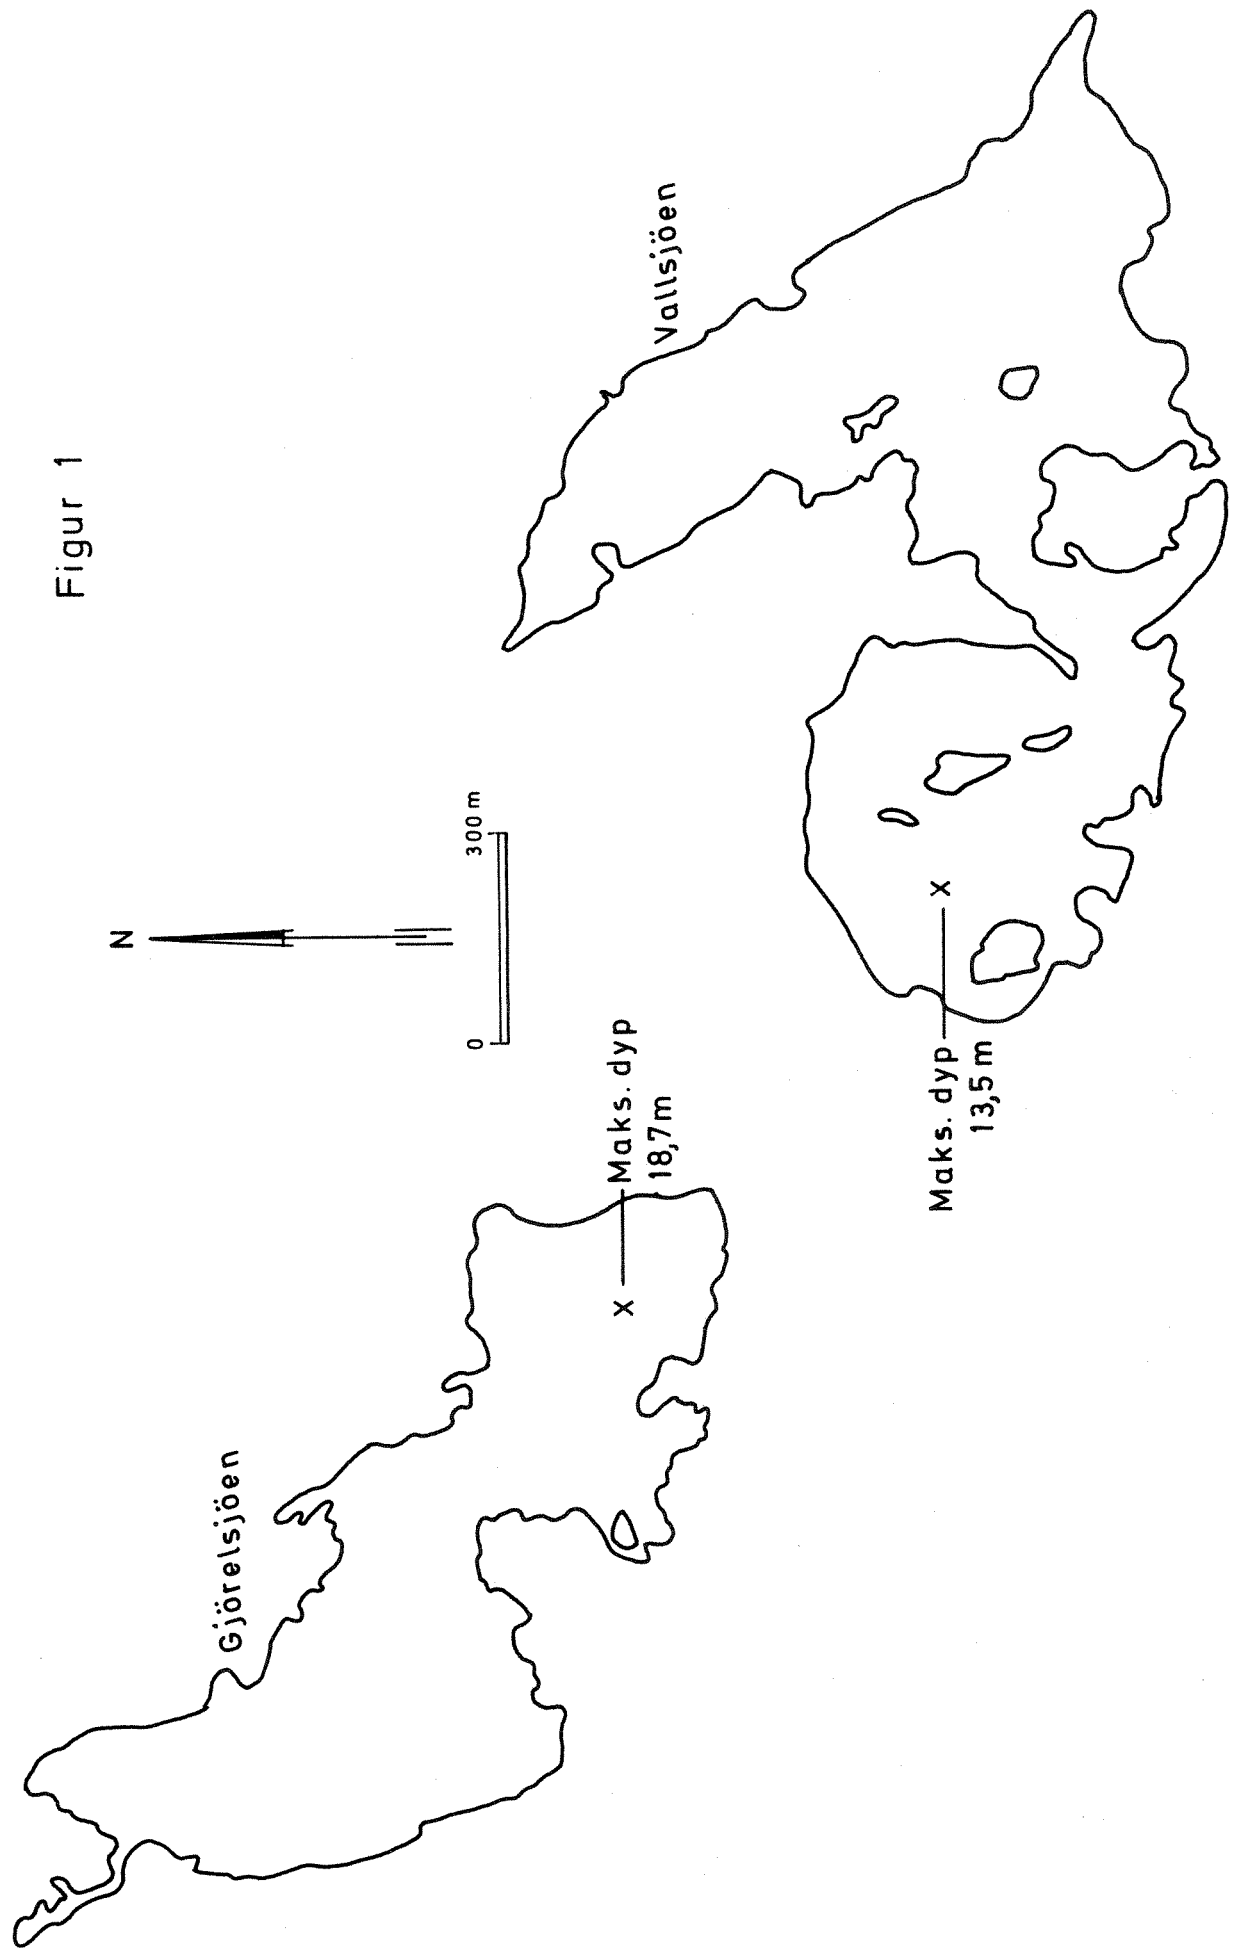 Figur 1
N
0 300 m
Gjörelsjöen
Maks. dyp
18,7 m
X
Vallsjöen
X
Maks. dyp
13,5 m